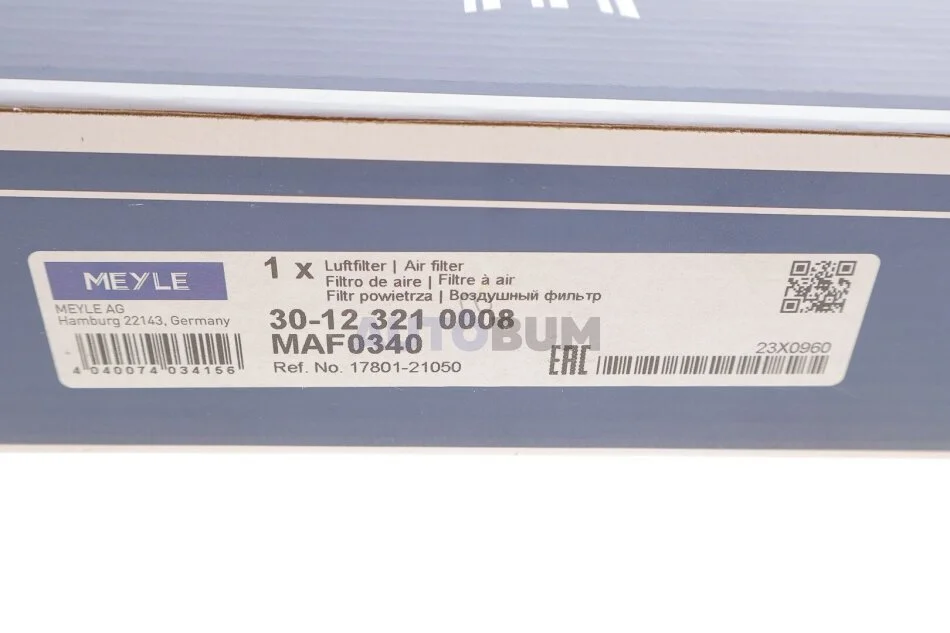 MEYLE
MEYLE AG
Hamburg 22143, Germany
4 040074 034156
1 x Luftfilter | Air filter
Filtro de aire | Filtre à air
Filtr powietrza | Воздушный фильтр
30-12 321 0008
MAF0340
Ref. No. 17801-21050
AUTOBUM
EAC
23X0960